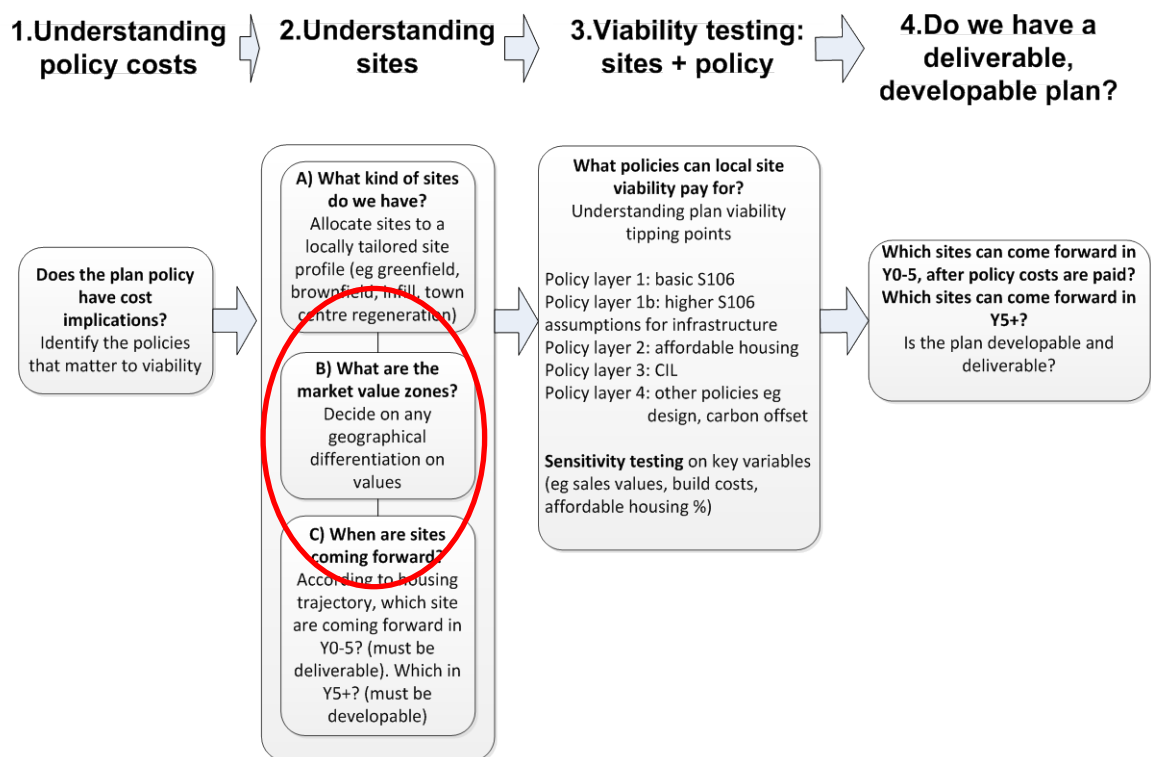 1.Understanding
policy costs
2.Understanding
sites
3.Viability testing:
sites + policy
4.Do we have a
deliverable,
developable plan?
Does the plan policy
have cost
implications?
Identify the policies
that matter to viability
A) What kind of sites
do we have?
Allocate sites to a
locally tailored site
profile (eg greenfield,
brownfield, infill, town
centre regeneration)
B) What are the
market value zones?
Decide on any
geographical
differentiation on
values
C) When are sites
coming forward?
According to housing
trajectory, which site
are coming forward in
Y0-5? (must be
deliverable). Which in
Y5+? (must be
developable)
What policies can local site
viability pay for?
Understanding plan viability
tipping points
Policy layer 1: basic S106
Policy layer 1b: higher S106
assumptions for infrastructure
Policy layer 2: affordable housing
Policy layer 3: CIL
Policy layer 4: other policies eg
design, carbon offset
Sensitivity testing on key variables
(eg sales values, build costs,
affordable housing %)
Which sites can come forward in
Y0-5, after policy costs are paid?
Which sites can come forward in
Y5+?
Is the plan developable and
deliverable?